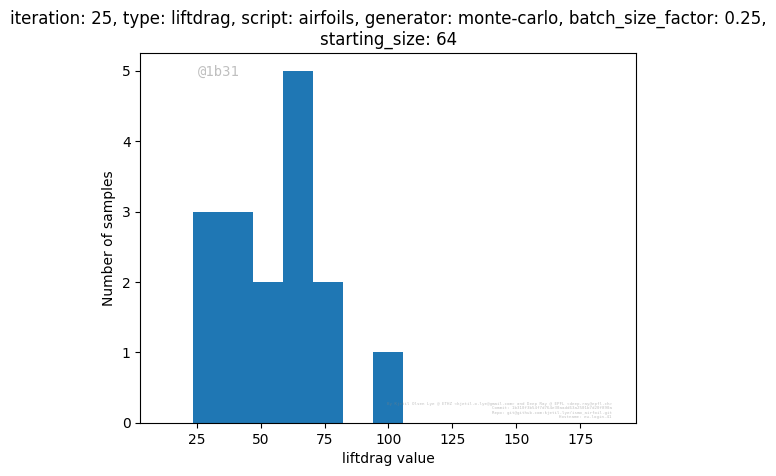 iteration: 25, type: liftdrag, script: airfoils, generator: monte-carlo, batch_size_factor: 0.25,
starting_size: 64
@1b31
5
4
3
2
1
0
Number of samples
25 50 75 100 125 150 175
liftdrag value